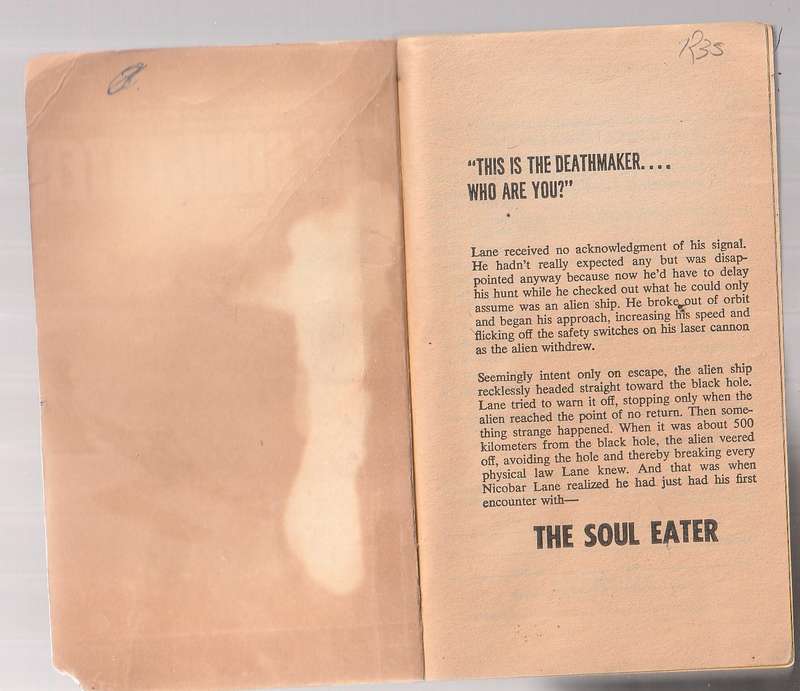 R35
"THIS IS THE DEATHMAKER....
WHO ARE YOU?"
Lane received no acknowledgment of his signal.
He hadn't really expected any but was disap-
pointed anyway because now he'd have to delay
his hunt while he checked out what he could only
assume was an alien ship. He broke out of orbit
and began his approach, increasing his speed and
flicking off the safety switches on his laser cannon
as the alien withdrew.
Seemingly intent only on escape, the alien ship
recklessly headed straight toward the black hole.
Lane tried to warn it off, stopping only when the
alien reached the point of no return. Then some-
thing strange happened. When it was about 500
kilometers from the black hole, the alien veered
off, avoiding the hole and thereby breaking every
physical law Lane knew. And that was when
Nicobar Lane realized he had just had his first
encounter with—
THE SOUL EATER